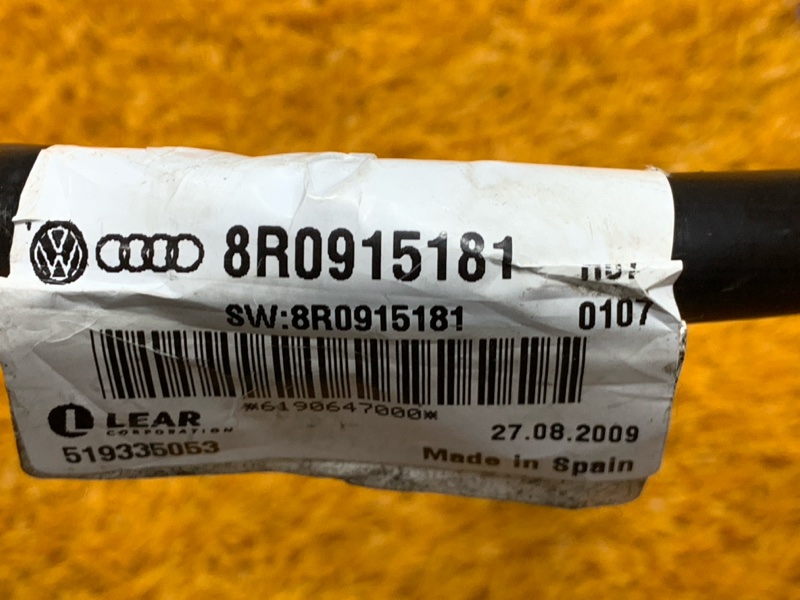 8R0915181
SW:8R0915181 0107
*6190647000*
LEAR
CORPORATION
27.08.2009
519335053
Made in Spain